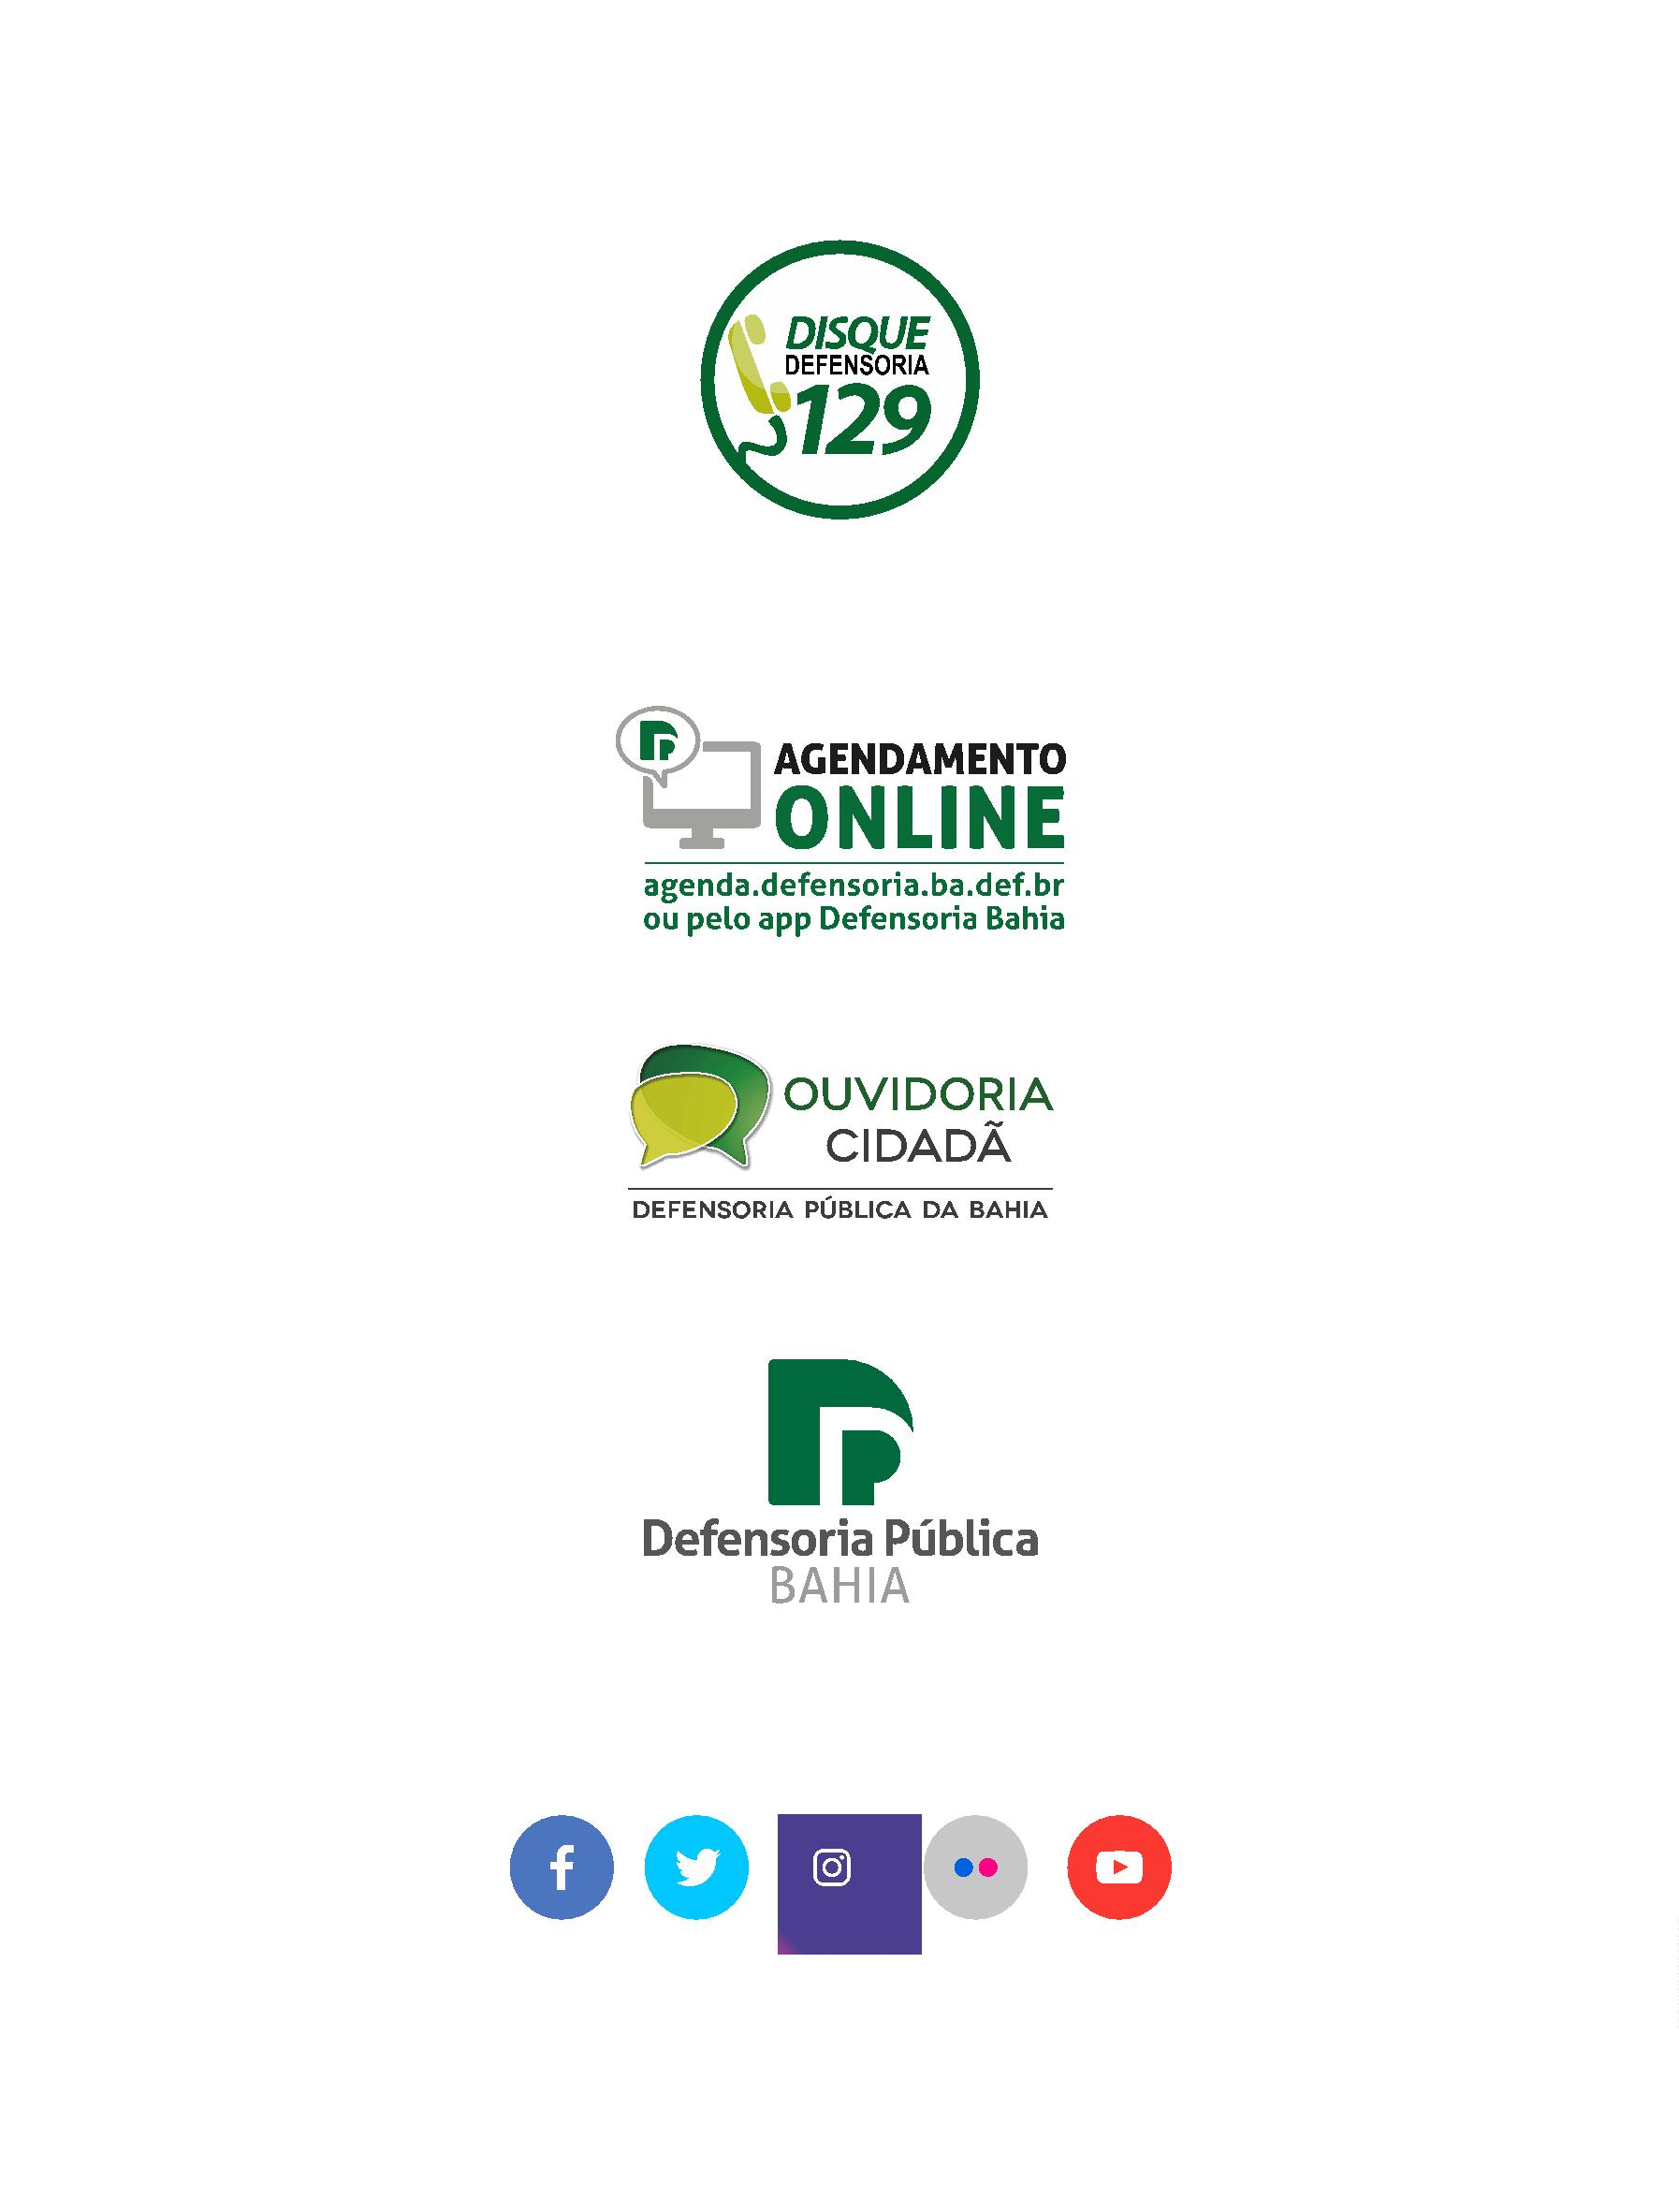 DISQUE
DEFENSORIA
129
AGENDAMENTO
ONLINE
agenda.defensoria.ba.def.br
ou pelo app Defensoria Bahia
OUVIDORIA
CIDADÃ
DEFENSORIA PÚBLICA DA BAHIA
Defensoria Pública
BAHIA